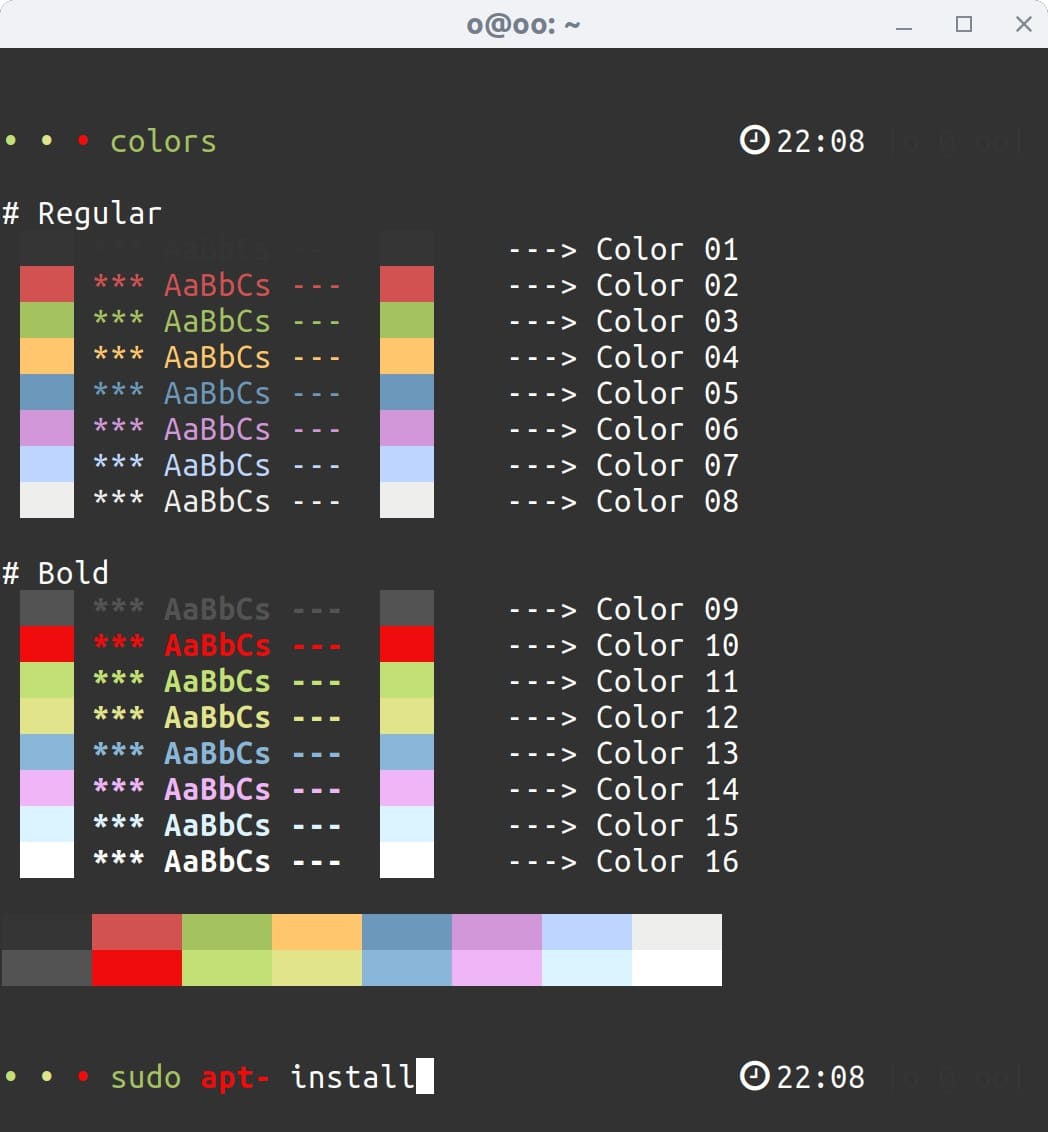 o@oo: ~
• • • colors 22:08 [o @ oo]
# Regular
*** AaBbCs --- ---> Color 01
*** AaBbCs --- ---> Color 02
*** AaBbCs --- ---> Color 03
*** AaBbCs --- ---> Color 04
*** AaBbCs --- ---> Color 05
*** AaBbCs --- ---> Color 06
*** AaBbCs --- ---> Color 07
*** AaBbCs --- ---> Color 08
# Bold
*** AaBbCs --- ---> Color 09
*** AaBbCs --- ---> Color 10
*** AaBbCs --- ---> Color 11
*** AaBbCs --- ---> Color 12
*** AaBbCs --- ---> Color 13
*** AaBbCs --- ---> Color 14
*** AaBbCs --- ---> Color 15
*** AaBbCs --- ---> Color 16
• • • sudo apt- install 22:08 [o @ oo]